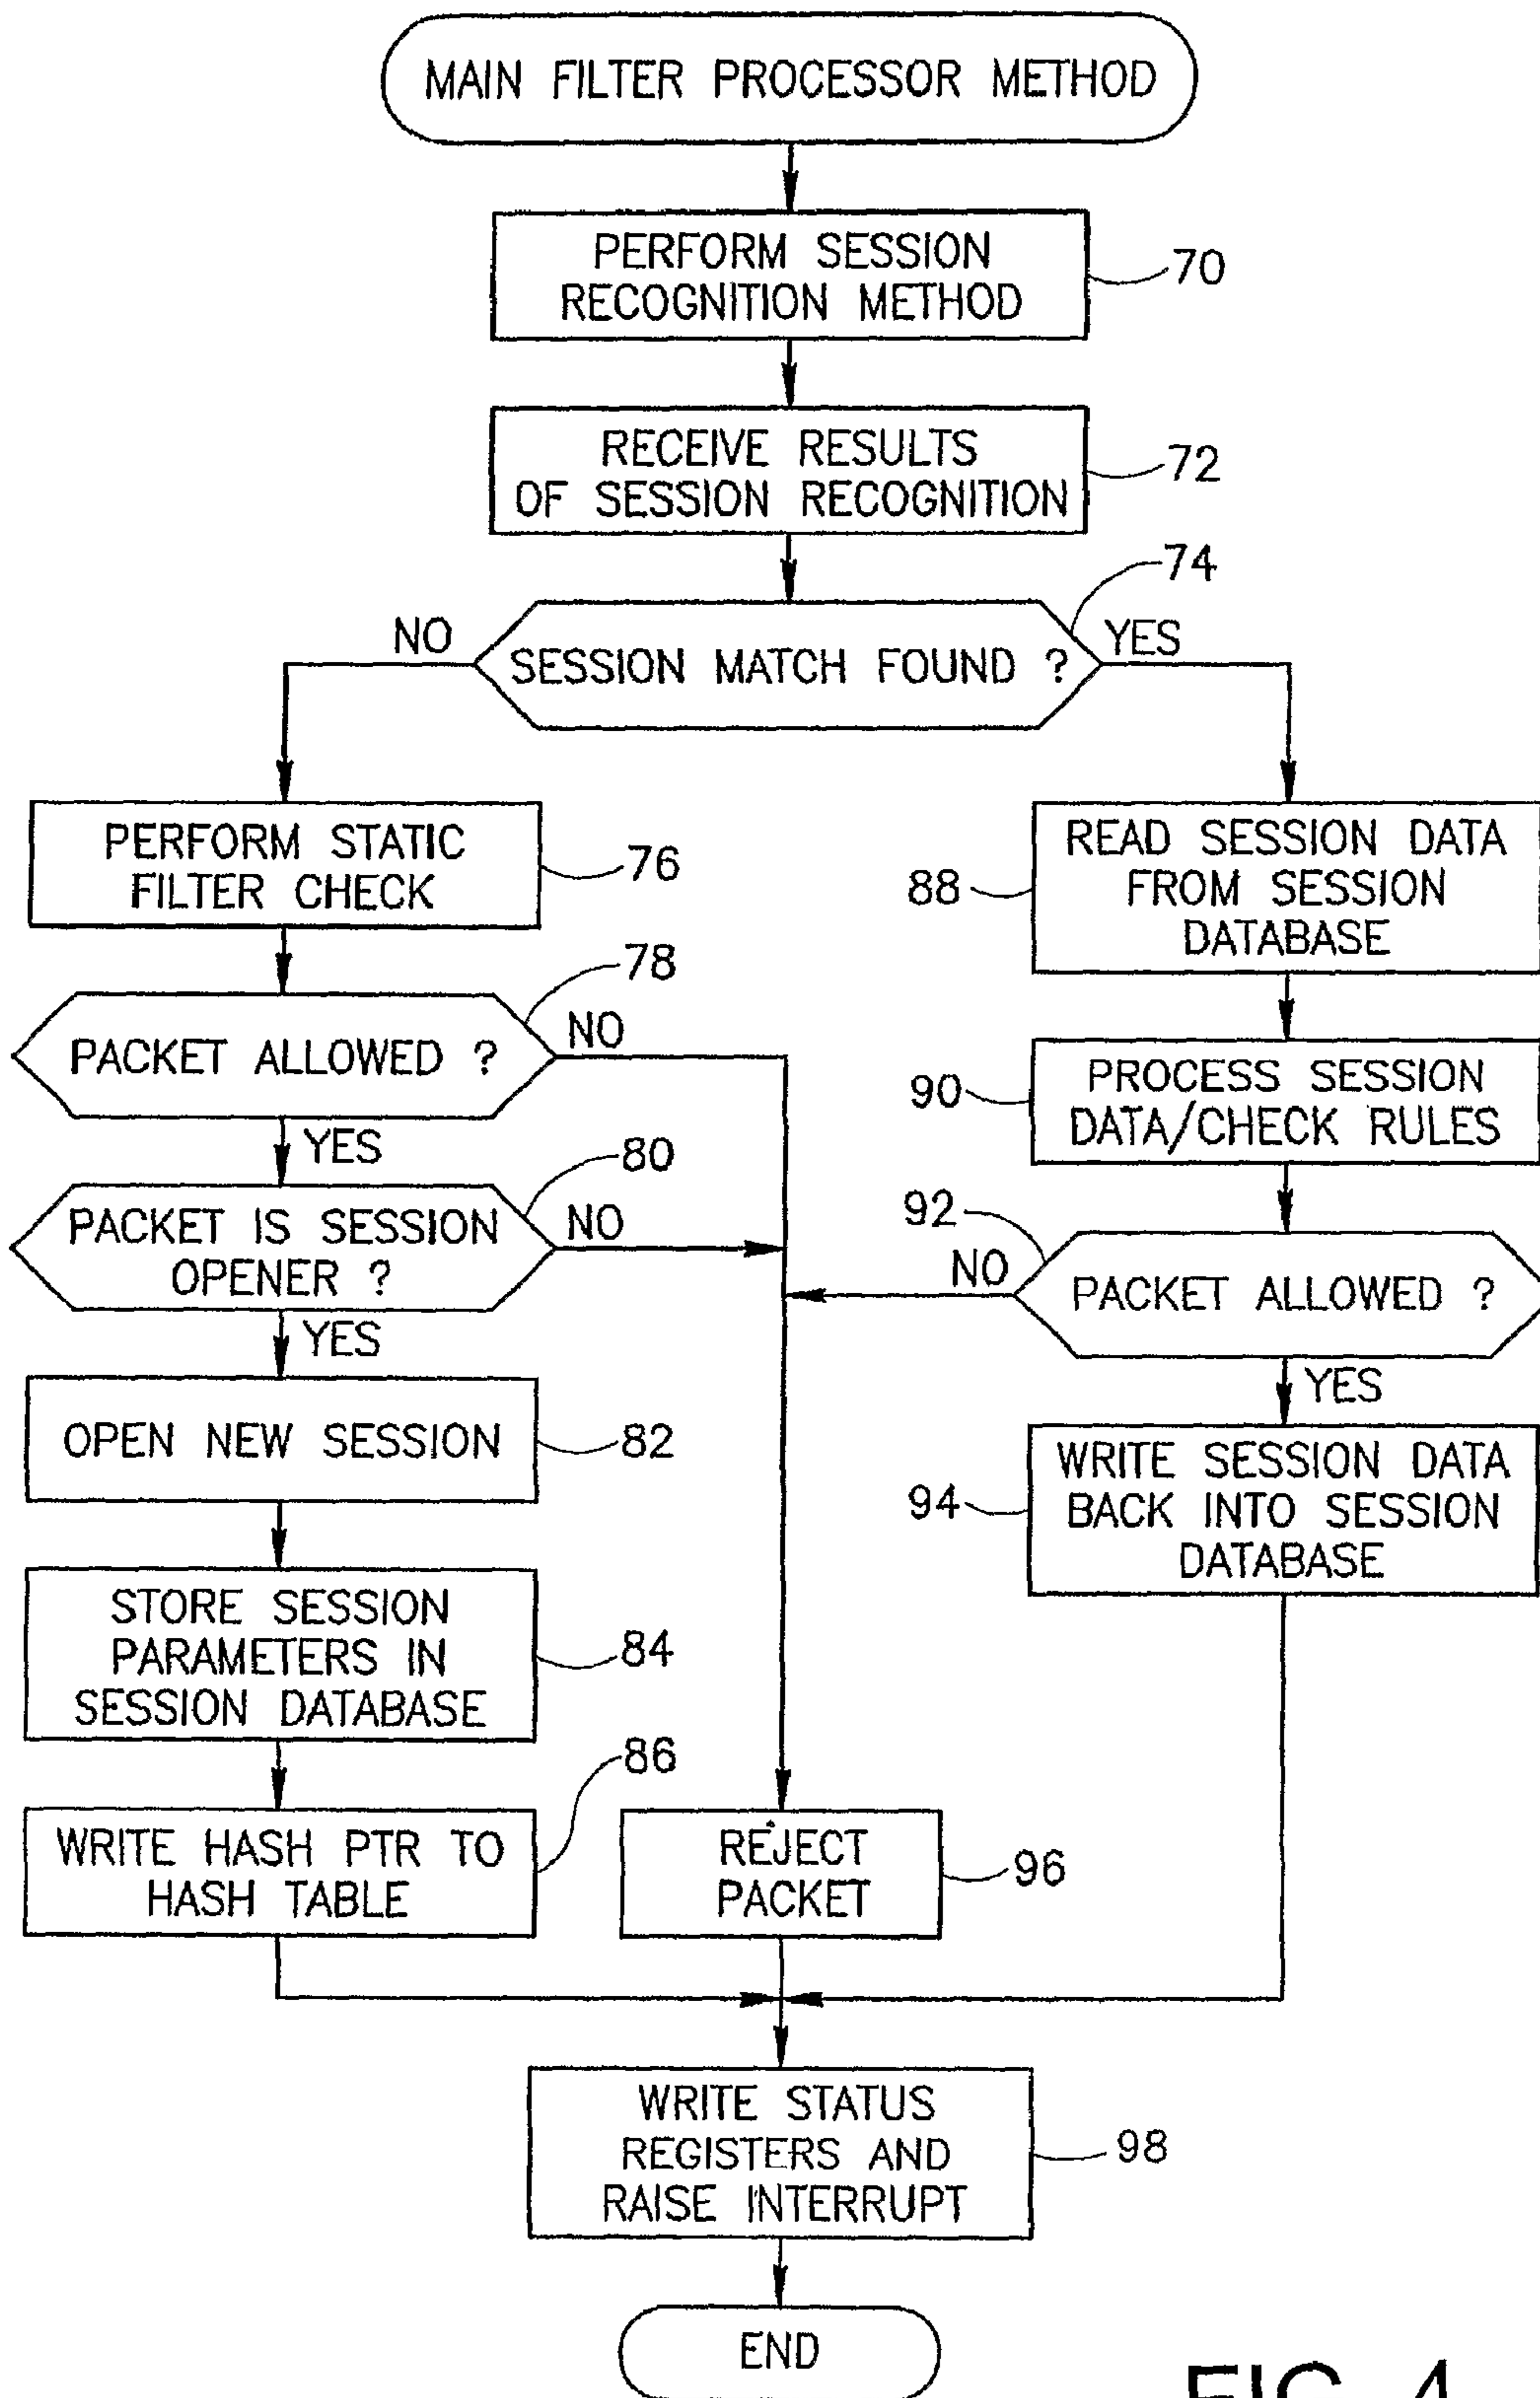 MAIN FILTER PROCESSOR METHOD
PERFORM SESSION
RECOGNITION METHOD
70
RECEIVE RESULTS
OF SESSION RECOGNITION
72
74
NO
SESSION MATCH FOUND ?
YES
PERFORM STATIC
FILTER CHECK
76
78
PACKET ALLOWED ?
NO
YES
80
PACKET IS SESSION
OPENER ?
NO
YES
OPEN NEW SESSION
82
STORE SESSION
PARAMETERS IN
SESSION DATABASE
84
86
WRITE HASH PTR TO
HASH TABLE
READ SESSION DATA
FROM SESSION
DATABASE
88
PROCESS SESSION
DATA/CHECK RULES
90
92
NO
PACKET ALLOWED ?
YES
WRITE SESSION DATA
BACK INTO SESSION
DATABASE
94
REJECT
PACKET
96
WRITE STATUS
REGISTERS AND
RAISE INTERRUPT
98
END
FIG. 4